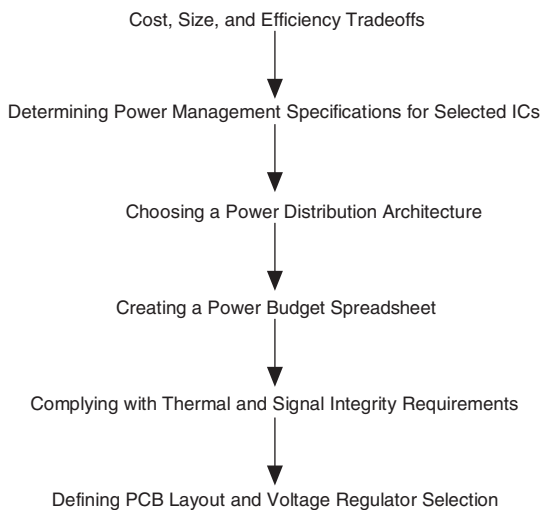 Cost, Size, and Efficiency Tradeoffs
Determining Power Management Specifications for Selected ICs
Choosing a Power Distribution Architecture
Creating a Power Budget Spreadsheet
Complying with Thermal and Signal Integrity Requirements
Defining PCB Layout and Voltage Regulator Selection